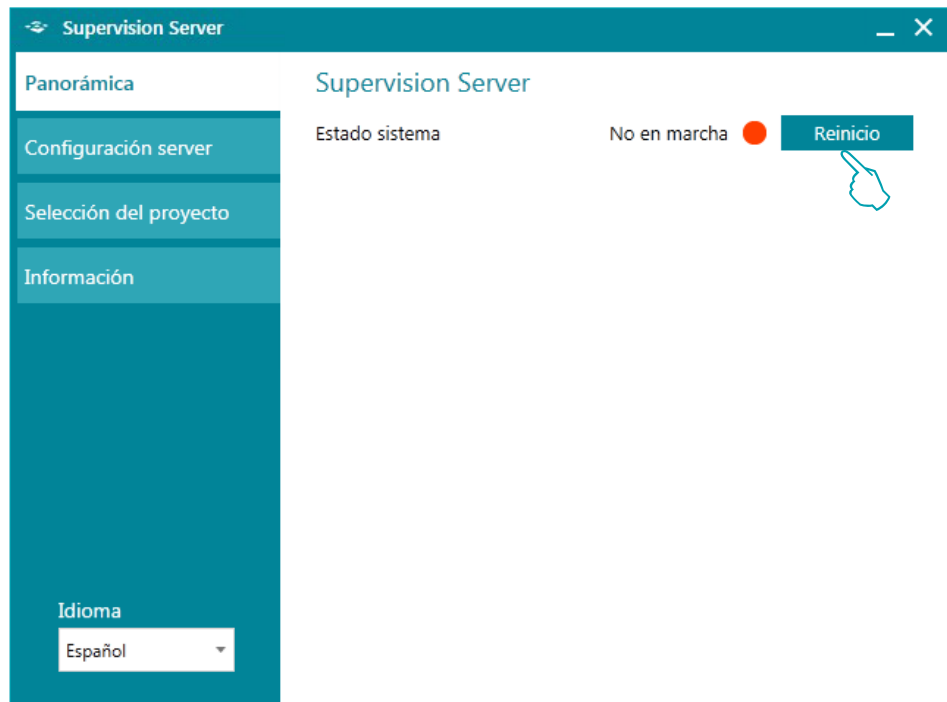 Supervision Server
Panorámica
Configuración server
Selección del proyecto
Información
Idioma
Español
Supervision Server
Estado sistema No en marcha Reinicio